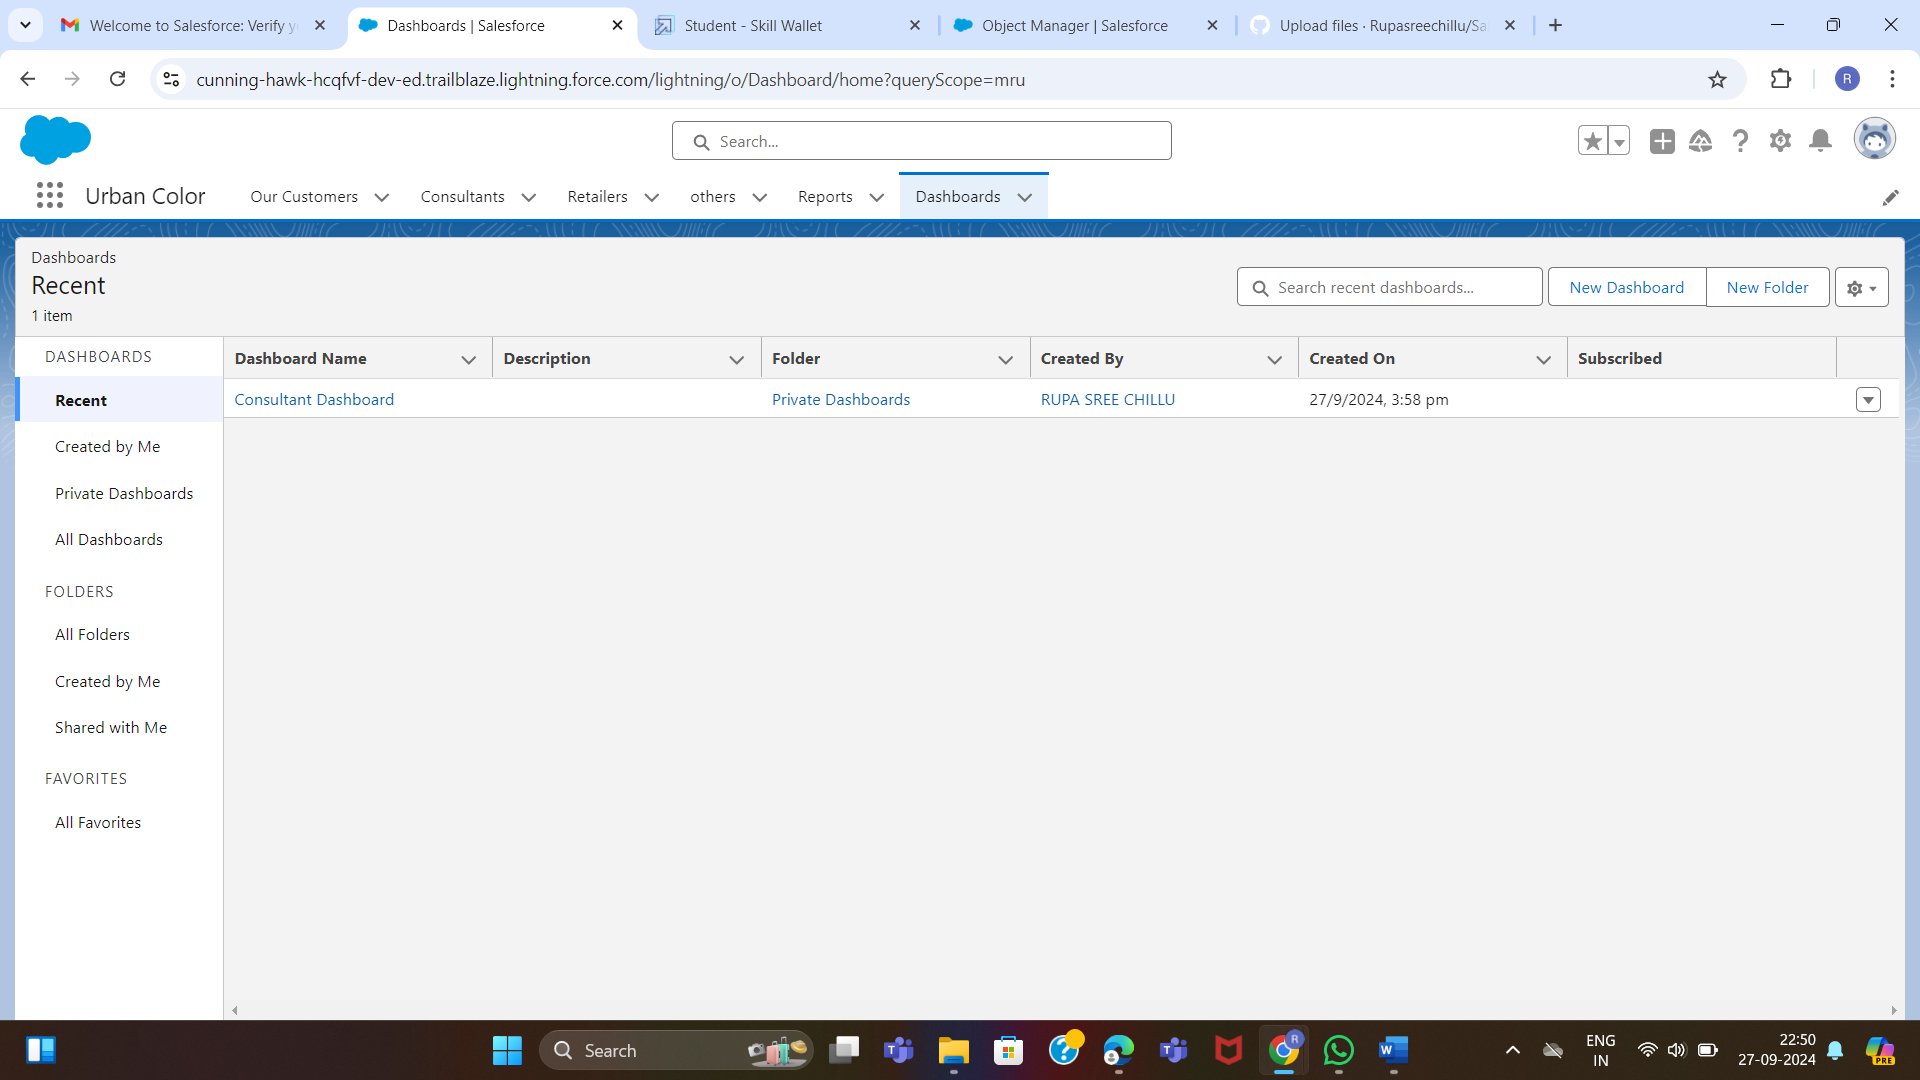 Welcome to Salesforce: Verify y
Dashboards | Salesforce
Student - Skill Wallet
Object Manager | Salesforce
Upload files · Rupasreechillu/Sa
cunning-hawk-hcqfvf-dev-ed.trailblaze.lightning.force.com/lightning/o/Dashboard/home?queryScope=mru
R
Search...
Urban Color
Our Customers
Consultants
Retailers
others
Reports
Dashboards
Dashboards
Recent
1 item
Search recent dashboards...
New Dashboard
New Folder
DASHBOARDS
Dashboard Name
Description
Folder
Created By
Created On
Subscribed
Recent
Consultant Dashboard
Private Dashboards
RUPA SREE CHILLU
27/9/2024, 3:58 pm
Created by Me
Private Dashboards
All Dashboards
FOLDERS
All Folders
Created by Me
Shared with Me
FAVORITES
All Favorites
Search
R
ENG
IN
22:50
27-09-2024
PRE